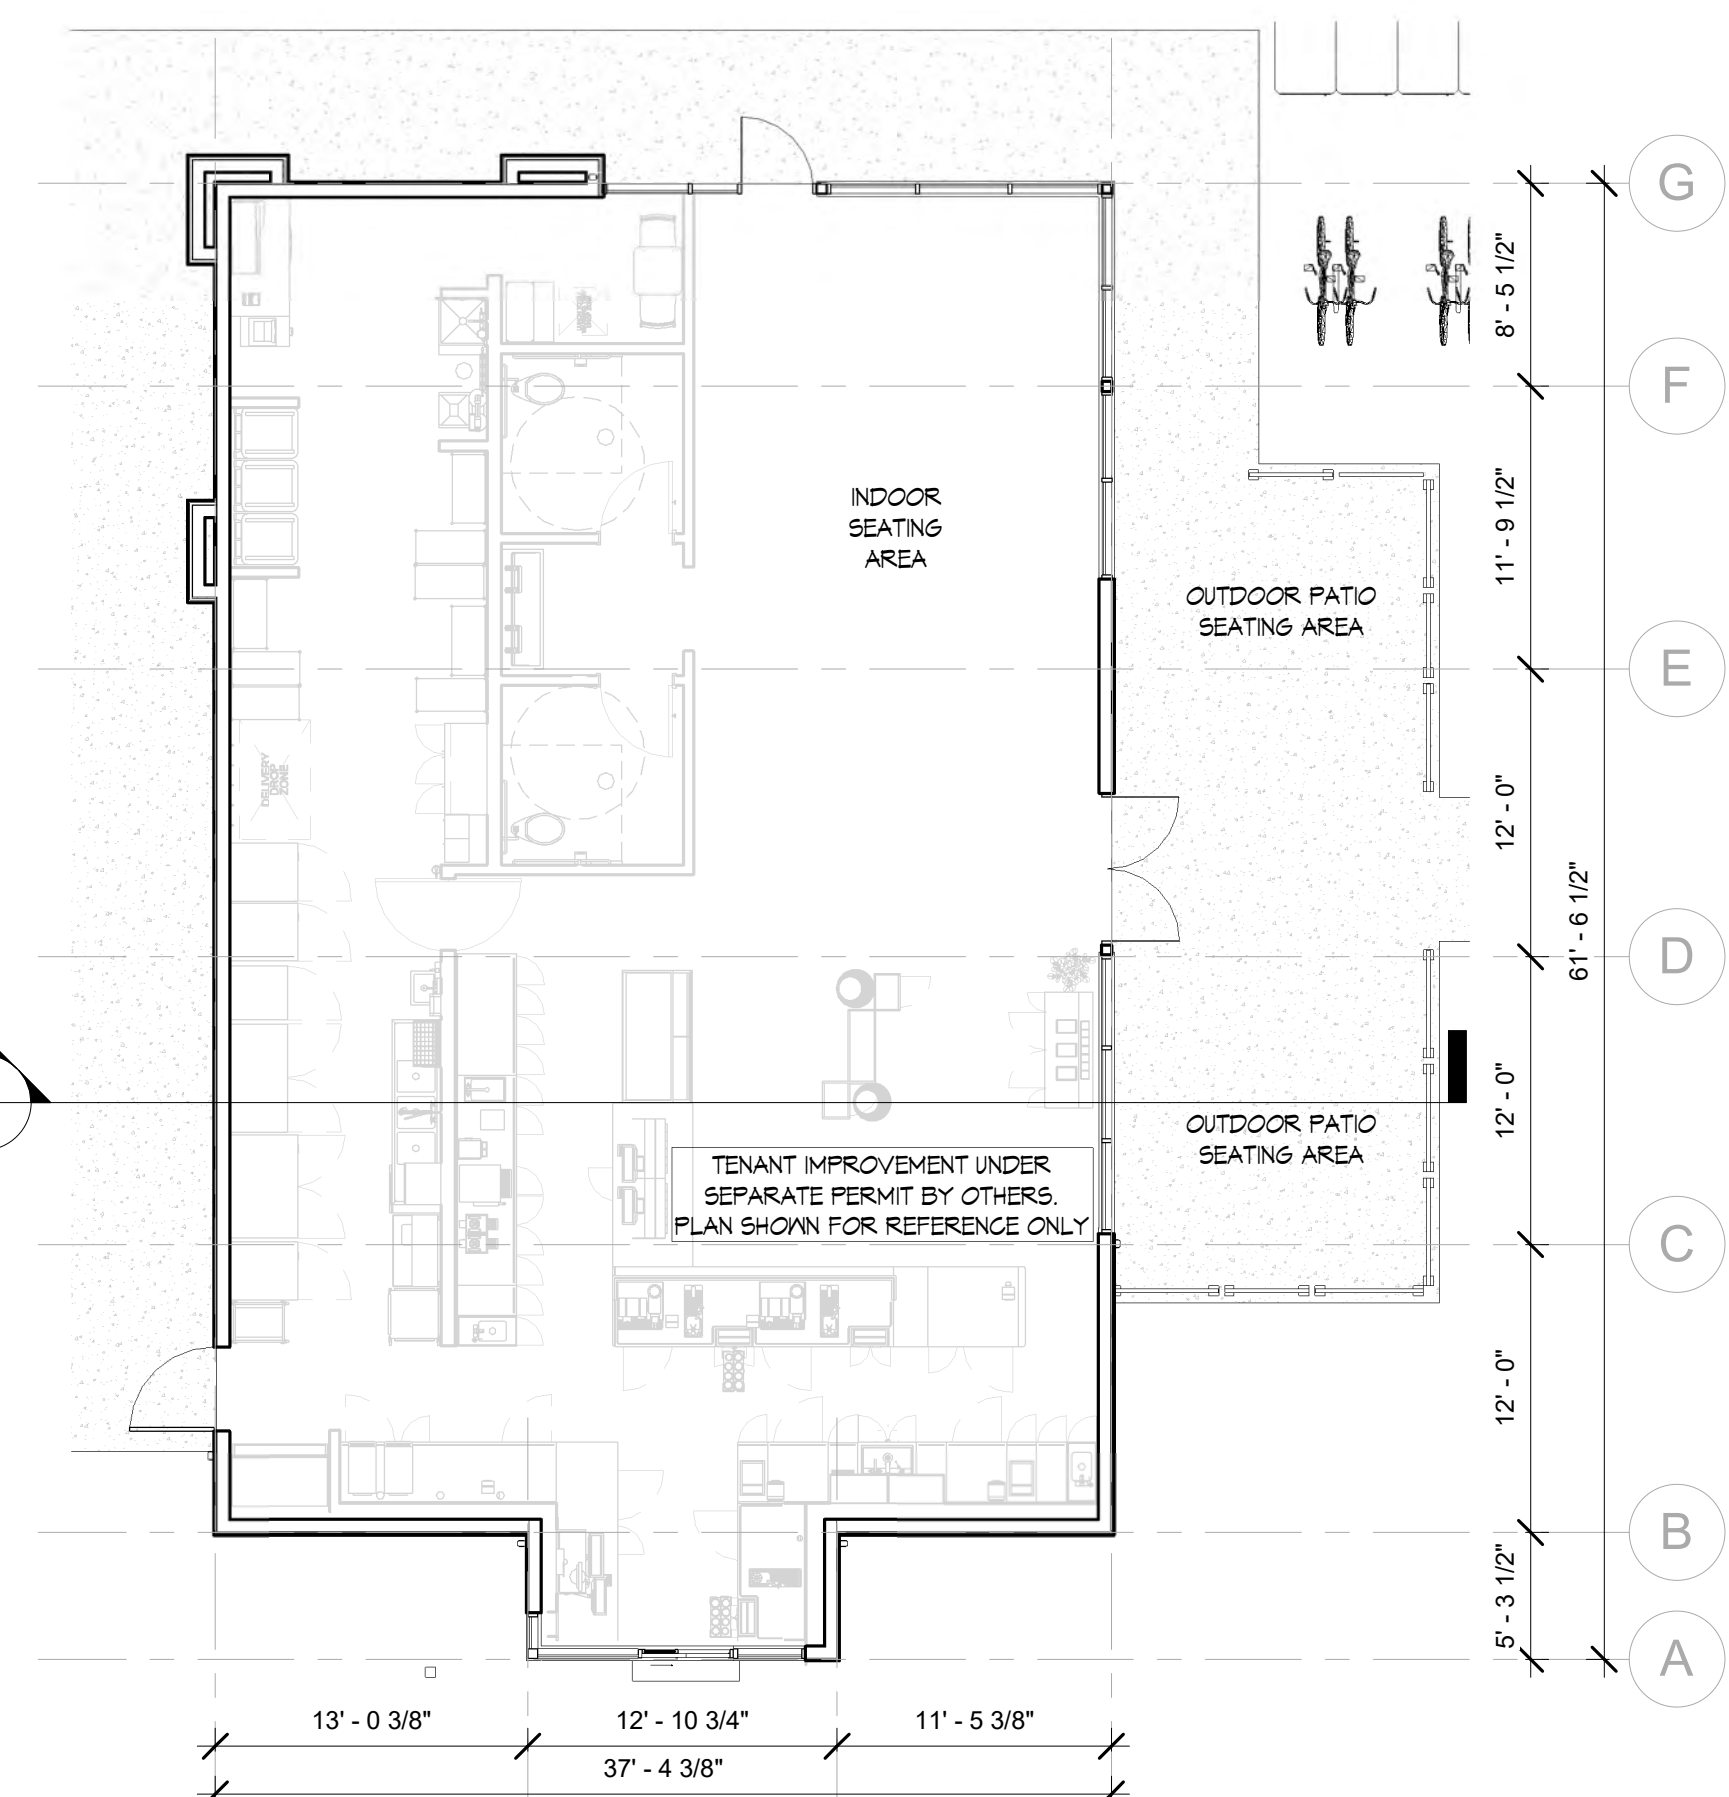 G
8' - 5 1/2"
F
11' - 9 1/2"
INDOOR
SEATING
AREA
OUTDOOR PATIO
SEATING AREA
E
DELIVERY
DROP
ZONE
12' - 0"
61' - 6 1/2"
D
12' - 0"
OUTDOOR PATIO
SEATING AREA
TENANT IMPROVEMENT UNDER
SEPARATE PERMIT BY OTHERS.
PLAN SHOWN FOR REFERENCE ONLY
C
12' - 0"
B
5' - 3 1/2"
A
13' - 0 3/8"
12' - 10 3/4"
11' - 5 3/8"
37' - 4 3/8"